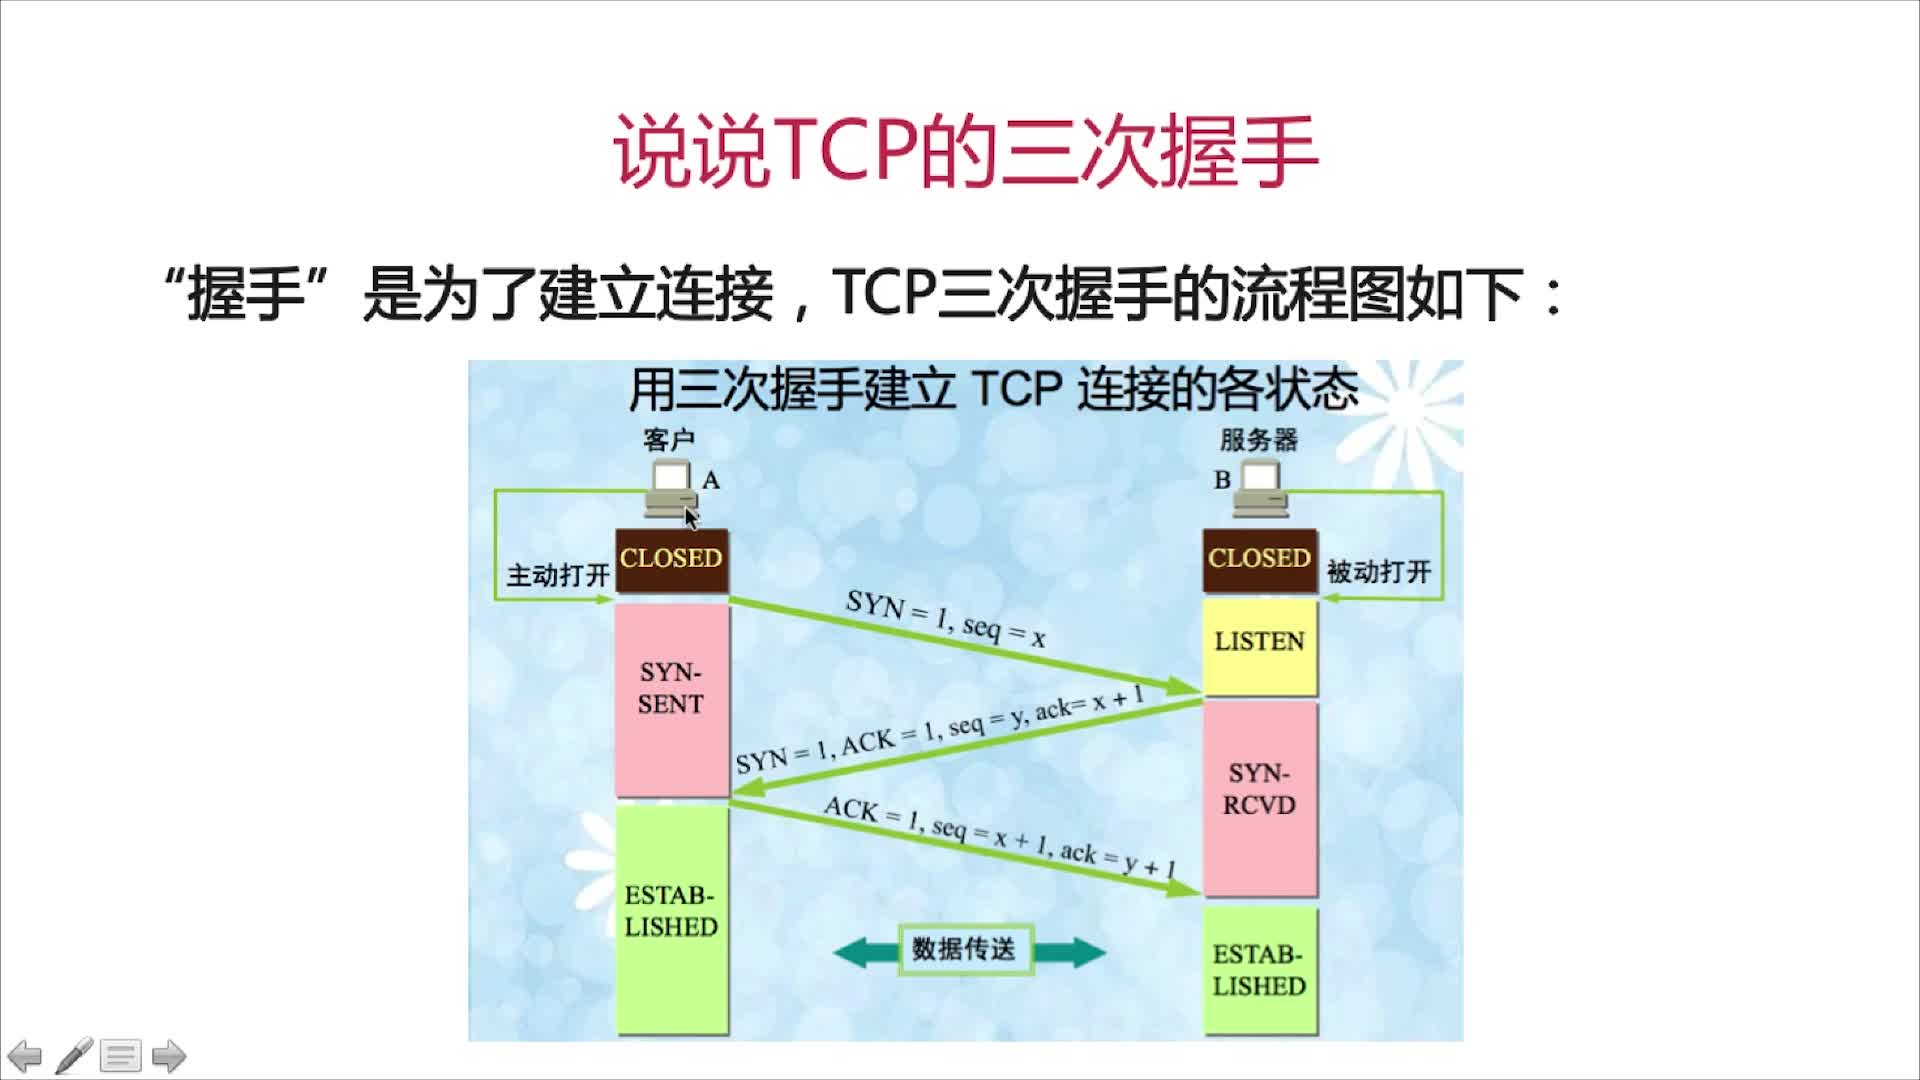 说说TCP的三次握手
“握手”是为了建立连接，TCP三次握手的流程图如下：
用三次握手建立 TCP 连接的各状态
客户
服务器
A
B
CLOSED
CLOSED
主动打开
被动打开
SYN = 1, seq = x
LISTEN
SYN-
SENT
SYN = 1, ACK = 1, seq = y, ack= x + 1
SYN-
RCVD
ACK = 1, seq = x + 1, ack = y + 1
ESTAB-
LISHED
数据传送
ESTAB-
LISHED